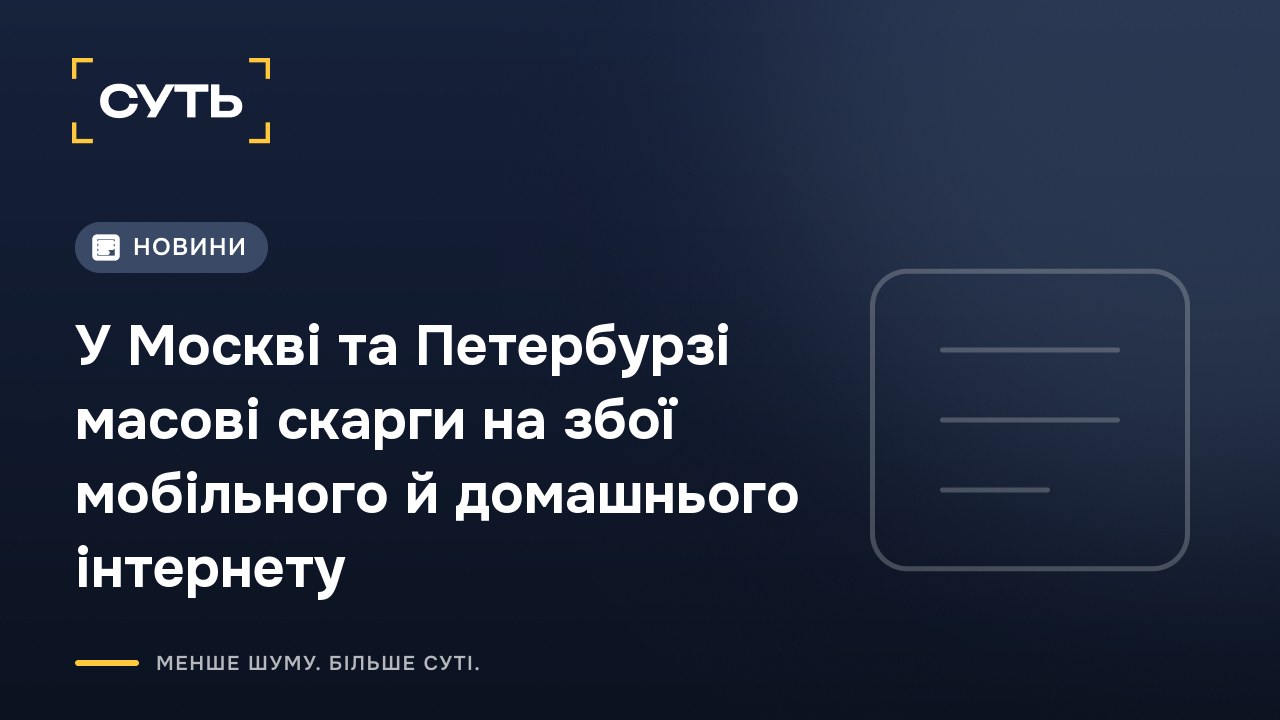 СУТЬ
НОВИНИ
У Москві та Петербурзі
масові скарги на збої
мобільного й домашнього
інтернету
МЕНШЕ ШУМУ. БІЛЬШЕ СУТІ.